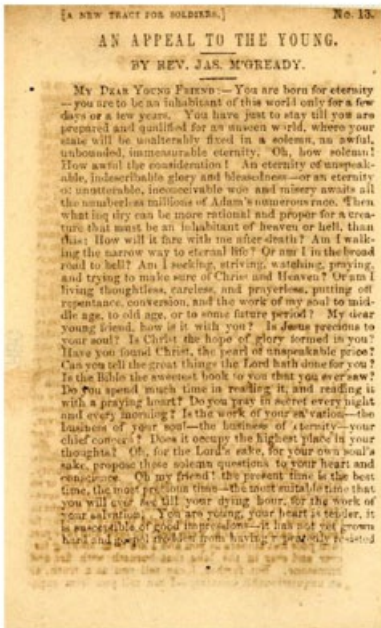 [A NEW TRACT FOR SOLDIERS.] No. 13.
AN APPEAL TO THE YOUNG.
BY REV. JAS. M'GREADY.
MY DEAR YOUNG FRIEND:—You are born for eternity
—you are to be an inhabitant of this world only for a few
days or a few years. You have just to stay till you are
prepared and qualified for an unseen world, where your
state will be unalterably fixed in a solemn, an awful,
unbounded, immeasurable eternity. Oh, how solemn!
How awful the consideration! An eternity of unspeak-
able, indescribable glory and blessedness—or an eternity
of unutterable, inconceivable woe and misery awaits all
the numberless millions of Adam's numerous race. Then
what inq iry can be more rational and proper for a crea-
ture that must be an inhabitant of heaven or hell, than
this: How will it fare with me after death? Am I walk-
ing the narrow way to eternal life? Or am I in the broad
road to hell? Am I seeking, striving, watching, praying,
and trying to make sure of Christ and Heaven? Or am I
living thoughtless, careless, and prayerless, putting off
repentance, conversion, and the work of my soul to mid-
dle age, to old age, or to some future period? My dear
young friend, how is it with you? Is Jesus precious to
your soul? Is Christ the hope of glory formed in you?
Have you found Christ, the pearl of unspeakable price?
Can you tell the great things the Lord hath done for you?
Is the Bible the sweetest book to you that you ever saw?
Do you spend much time in reading it, and reading it
with a praying heart? Do you pray in secret every night
and every morning? Is the work of your salvation—the
business of your soul—the business of eternity—your
chief concern? Does it occupy the highest place in your
thoughts? Oh, for the Lord's sake, for your own soul's
sake, propose these solemn questions to your heart and
conscience. Oh my friend! the present time is the best
time, the most precious time—the most suitable time that
you will ever see till your dying hour, for the work of
your salvation. You are young, your heart is tender, it
is susceptible of good impressions—it has not yet grown
hard and gospel trodden from having repeatedly resisted